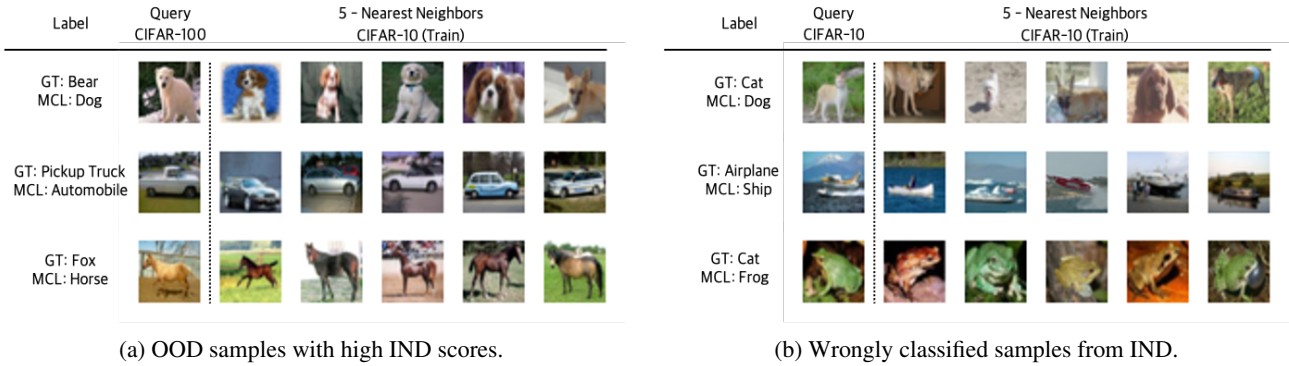 Label
Query
CIFAR-100
5 - Nearest Neighbors
CIFAR-10 (Train)
GT: Bear
MCL: Dog
GT: Pickup Truck
MCL: Automobile
GT: Fox
MCL: Horse
(a) OOD samples with high IND scores.
Label
Query
CIFAR-10
5 - Nearest Neighbors
CIFAR-10 (Train)
GT: Cat
MCL: Dog
GT: Airplane
MCL: Ship
GT: Cat
MCL: Frog
(b) Wrongly classified samples from IND.